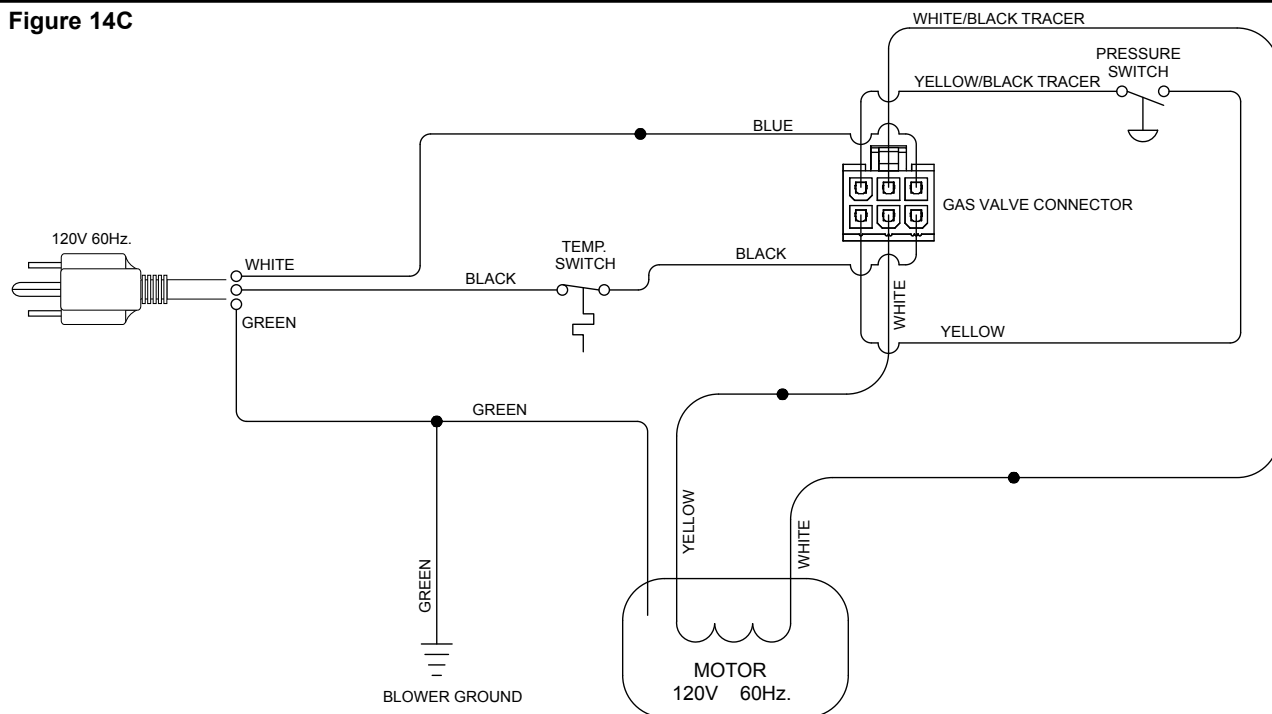 Figure 14C
WHITE/BLACK TRACER
PRESSURE
SWITCH
YELLOW/BLACK TRACER
BLUE
GAS VALVE CONNECTOR
120V 60Hz.
WHITE
TEMP.
SWITCH
BLACK
BLACK
GREEN
WHITE
YELLOW
GREEN
YELLOW
WHITE
GREEN
BLOWER GROUND
MOTOR
120V 60Hz.